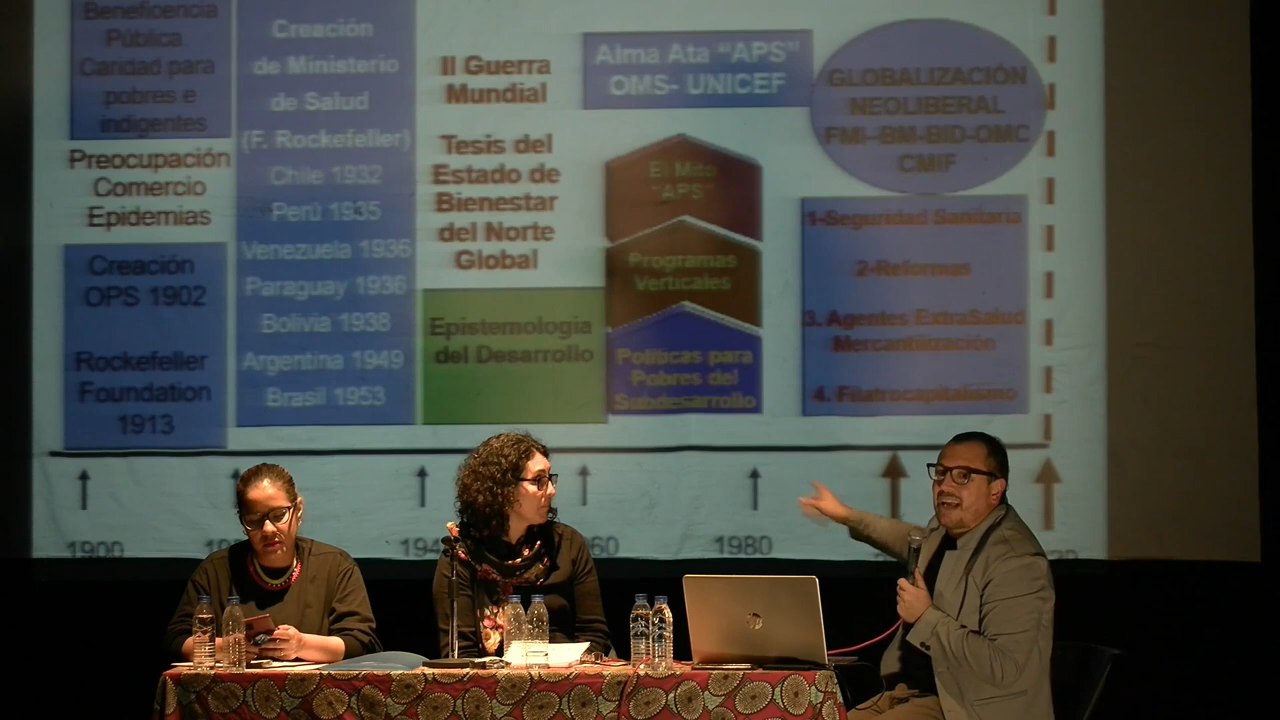 Beneficencia
Pública
Caridad para
pobres e
indigentes
Preocupación
Comercio
Epidemias
Creación
OPS 1902
Rockefeller
Foundation
1913
Creación
de Ministerio
de Salud
(F. Rockefeller)
Chile 1932
Perú 1935
Venezuela 1936
Paraguay 1936
Bolivia 1938
Argentina 1949
Brasil 1953
II Guerra
Mundial
Tesis del
Estado de
Bienestar
del Norte
Global
Epistemologia
del Desarrollo
Alma Ata "APS"
OMS- UNICEF
El Mito
"APS"
Programas
Verticales
Políticas para
Pobres del
Subdesarrollo
GLOBALIZACIÓN
NEOLIBERAL
FMI-BM-BID-OMC
CMIF
1-Seguridad Sanitaria
2-Reformas
3. Agentes ExtraSalud
Mercantilización
4. Filatrocapitalismo
1900
1980
hp